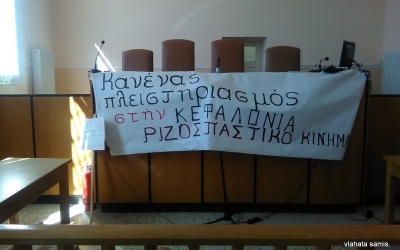 Κανένας
πλειστηριασμός
στην ΚΕΦΑΛΟΝΙΑ
ΡΙΖΟΣΠΑΣΤΙΚΟ ΚΙΝΗΜΑ
vlahata samis.